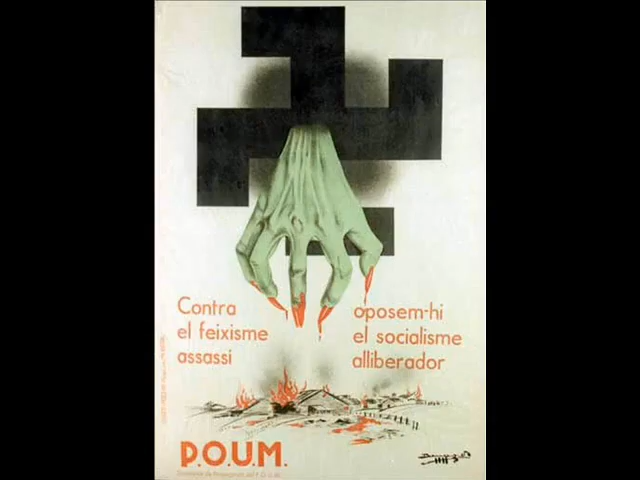 Contra
el feixisme
assassí
oposem-hi
el socialisme
alliberador
P.O.U.M.